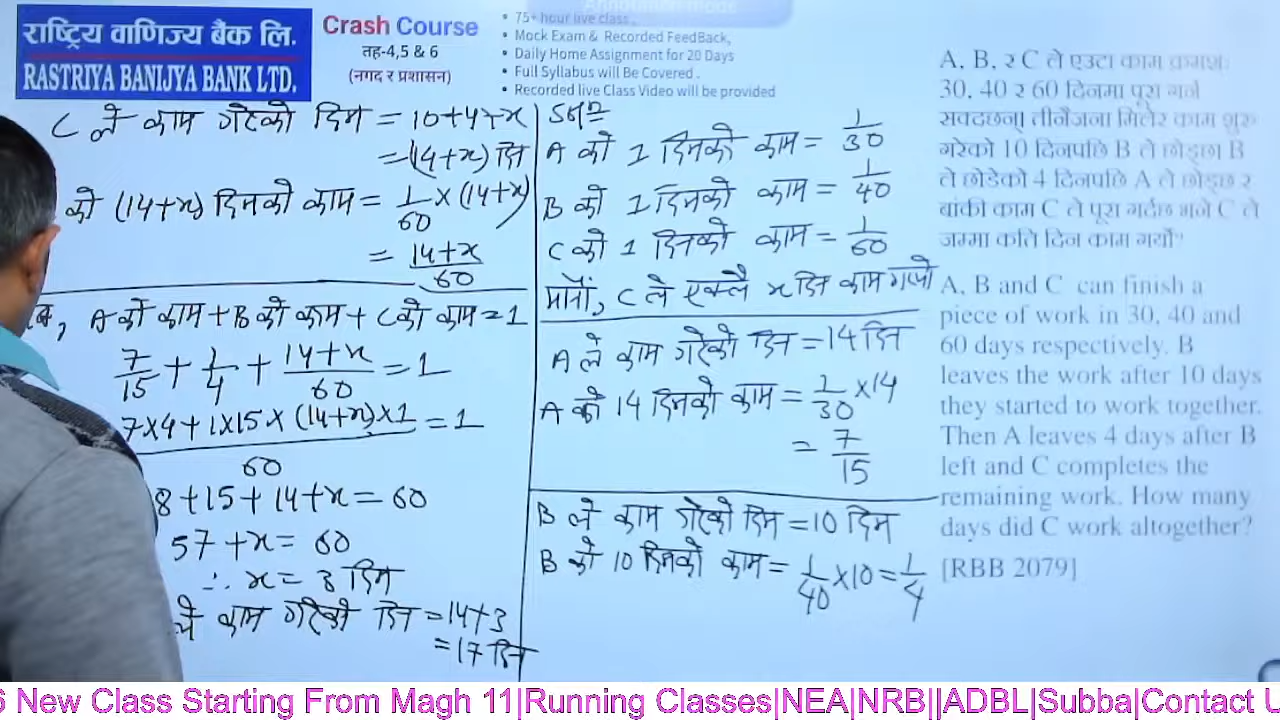 Announcement mode
राष्ट्रिय वाणिज्य बैंक लि.
RASTRIYA BANIJYA BANK LTD.
Crash Course
तह-4,5 & 6
(नगद र प्रशासन)
• 75+ hour live class ,
• Mock Exam & Recorded FeedBack,
• Daily Home Assignment for 20 Days
• Full Syllabus will Be Covered .
• Recorded live Class Video will be provided
C ले काम गरेको दिन = 10+4+x
= (14+x) दिन
को (14+x) दिनको काम = 1/60 × (14+x)
= 14+x/60
A को काम + B को काम + C को काम = 1
7/15 + 1/4 + 14+x/60 = 1
7×4+1×15×(14+x)×1/60 = 1
8+15+14+x = 60
57+x = 60
∴ x = 3 दिन
ले काम गरेको दिन = 14+3
= 17 दिन
A को 1 दिनको काम = 1/30
B को 1 दिनको काम = 1/40
C को 1 दिनको काम = 1/60
मानौं, C ले एक्लै x दिन काम गर्यो
A ले काम गरेको दिन = 14 दिन
A को 14 दिनको काम = 1/30 ×14
= 7/15
B ले काम गरेको दिन = 10 दिन
B को 10 दिनको काम = 1/40 ×10 = 1/4
A, B, र C ले एउटा काम क्रमशः
30, 40 र 60 दिनमा पूरा गर्न
सक्दछन्। तीनैजना मिलेर काम शुरु
गरेको 10 दिनपछि B ले छोड्छ। B
ले छोडेको 4 दिनपछि A ले छोड्छ र
बांकी काम C ले पूरा गर्दछ भने C ले
जम्मा कति दिन काम गर्यो?
A, B and C can finish a
piece of work in 30, 40 and
60 days respectively. B
leaves the work after 10 days
they started to work together.
Then A leaves 4 days after B
left and C completes the
remaining work. How many
days did C work altogether?
[RBB 2079]
6 New Class Starting From Magh 11|Running Classes|NEA|NRB||ADBL|Subba|Contact U